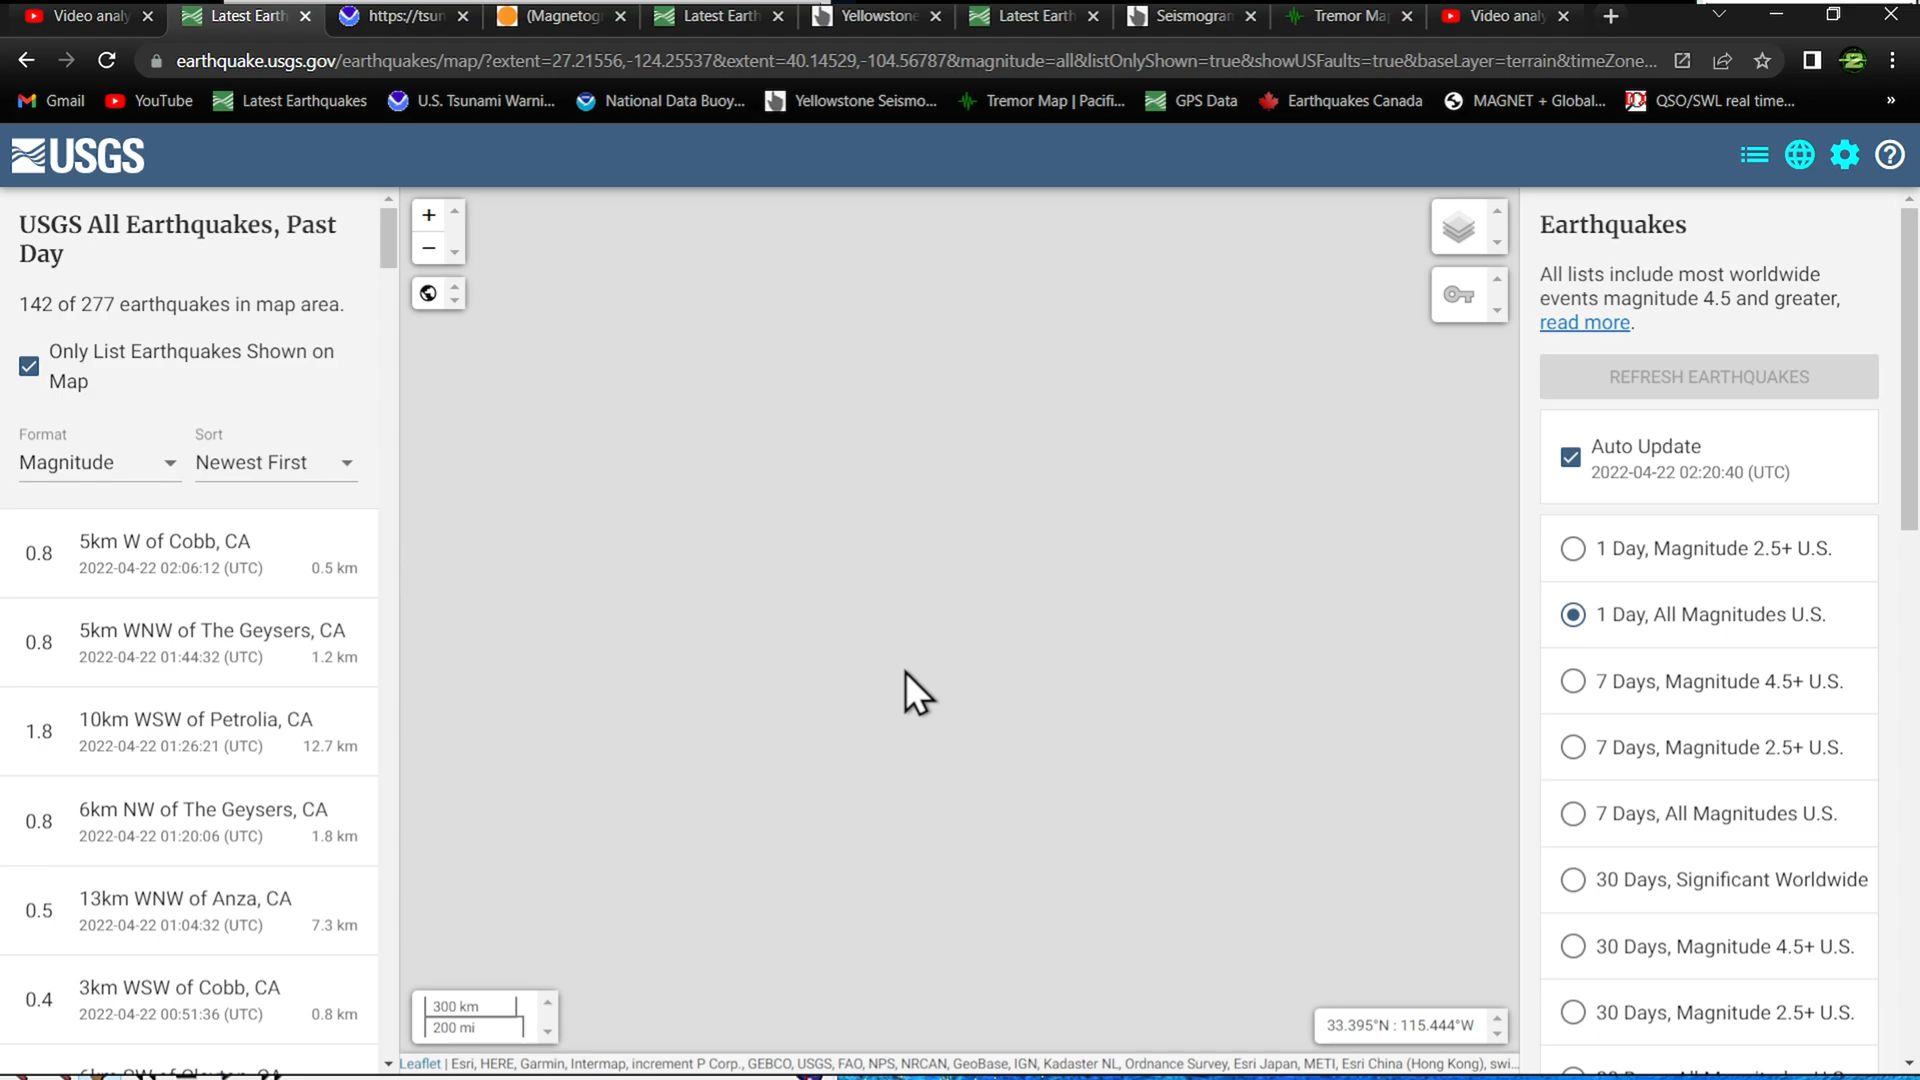 Video analy
Latest Earth
https://tsun
(Magnetog
Latest Earth
Yellowstone
Latest Earth
Seismogran
Tremor Ma
Video analy
earthquake.usgs.gov/earthquakes/map/?extent=27.21556,-124.25537&extent=40.14529,-104.56787&magnitude=all&listOnlyShown=true&showUSFaults=true&baseLayer=terrain&timeZone...
Gmail
YouTube
Latest Earthquakes
U.S. Tsunami Warni...
National Data Buoy...
Yellowstone Seismo...
Tremor Map | Pacifi...
GPS Data
Earthquakes Canada
MAGNET + Global...
QSO/SWL real time...
»
USGS
USGS All Earthquakes, Past
Day
142 of 277 earthquakes in map area.
Only List Earthquakes Shown on
Map
Format Sort
Magnitude Newest First
0.8 5km W of Cobb, CA
2022-04-22 02:06:12 (UTC) 0.5 km
0.8 5km WNW of The Geysers, CA
2022-04-22 01:44:32 (UTC) 1.2 km
1.8 10km WSW of Petrolia, CA
2022-04-22 01:26:21 (UTC) 12.7 km
0.8 6km NW of The Geysers, CA
2022-04-22 01:20:06 (UTC) 1.8 km
0.5 13km WNW of Anza, CA
2022-04-22 01:04:32 (UTC) 7.3 km
0.4 3km WSW of Cobb, CA
2022-04-22 00:51:36 (UTC) 0.8 km
+
−
300 km
200 mi
33.395°N : 115.444°W
Leaflet | Esri, HERE, Garmin, Intermap, increment P Corp., GEBCO, USGS, FAO, NPS, NRCAN, GeoBase, IGN, Kadaster NL, Ordnance Survey, Esri Japan, METI, Esri China (Hong Kong), swi...
Earthquakes
All lists include most worldwide
events magnitude 4.5 and greater,
read more.
REFRESH EARTHQUAKES
Auto Update
2022-04-22 02:20:40 (UTC)
1 Day, Magnitude 2.5+ U.S.
1 Day, All Magnitudes U.S.
7 Days, Magnitude 4.5+ U.S.
7 Days, Magnitude 2.5+ U.S.
7 Days, All Magnitudes U.S.
30 Days, Significant Worldwide
30 Days, Magnitude 4.5+ U.S.
30 Days, Magnitude 2.5+ U.S.